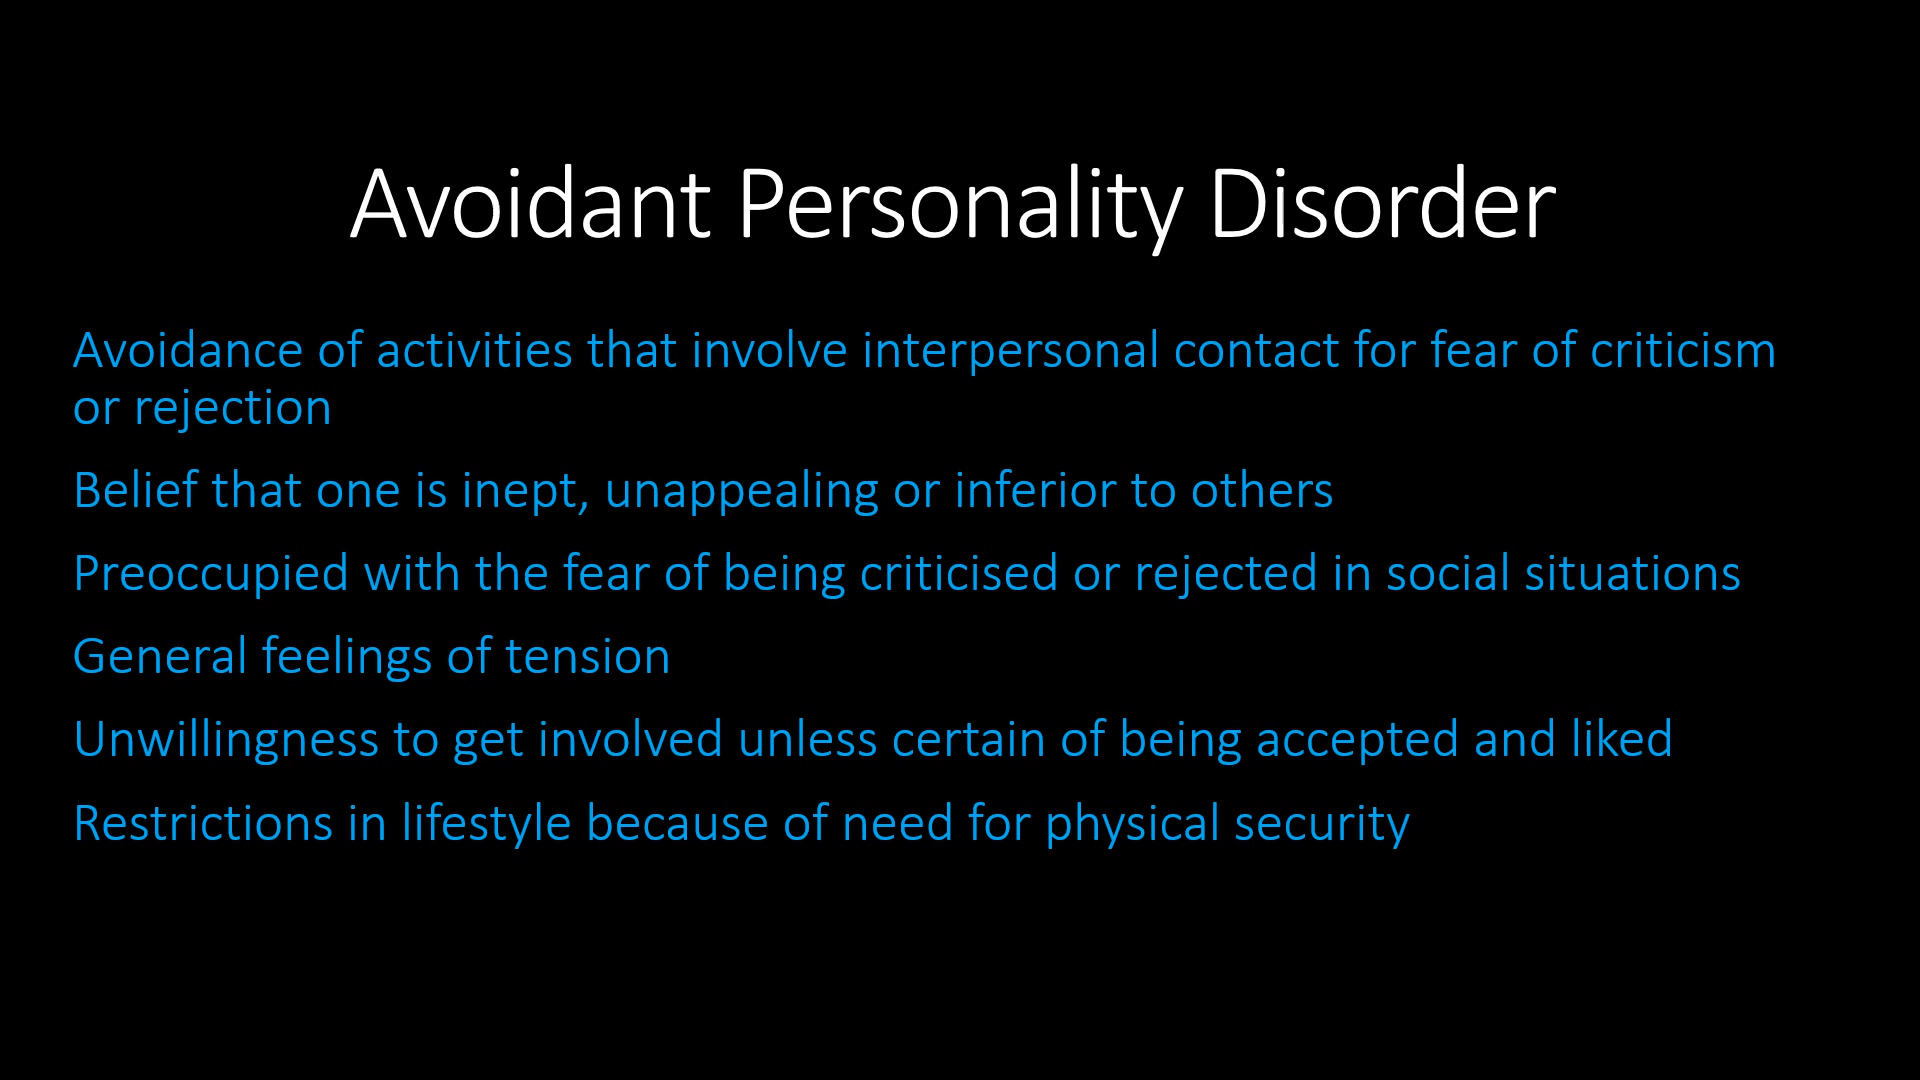 Avoidant Personality Disorder
Avoidance of activities that involve interpersonal contact for fear of criticism
or rejection
Belief that one is inept, unappealing or inferior to others
Preoccupied with the fear of being criticised or rejected in social situations
General feelings of tension
Unwillingness to get involved unless certain of being accepted and liked
Restrictions in lifestyle because of need for physical security